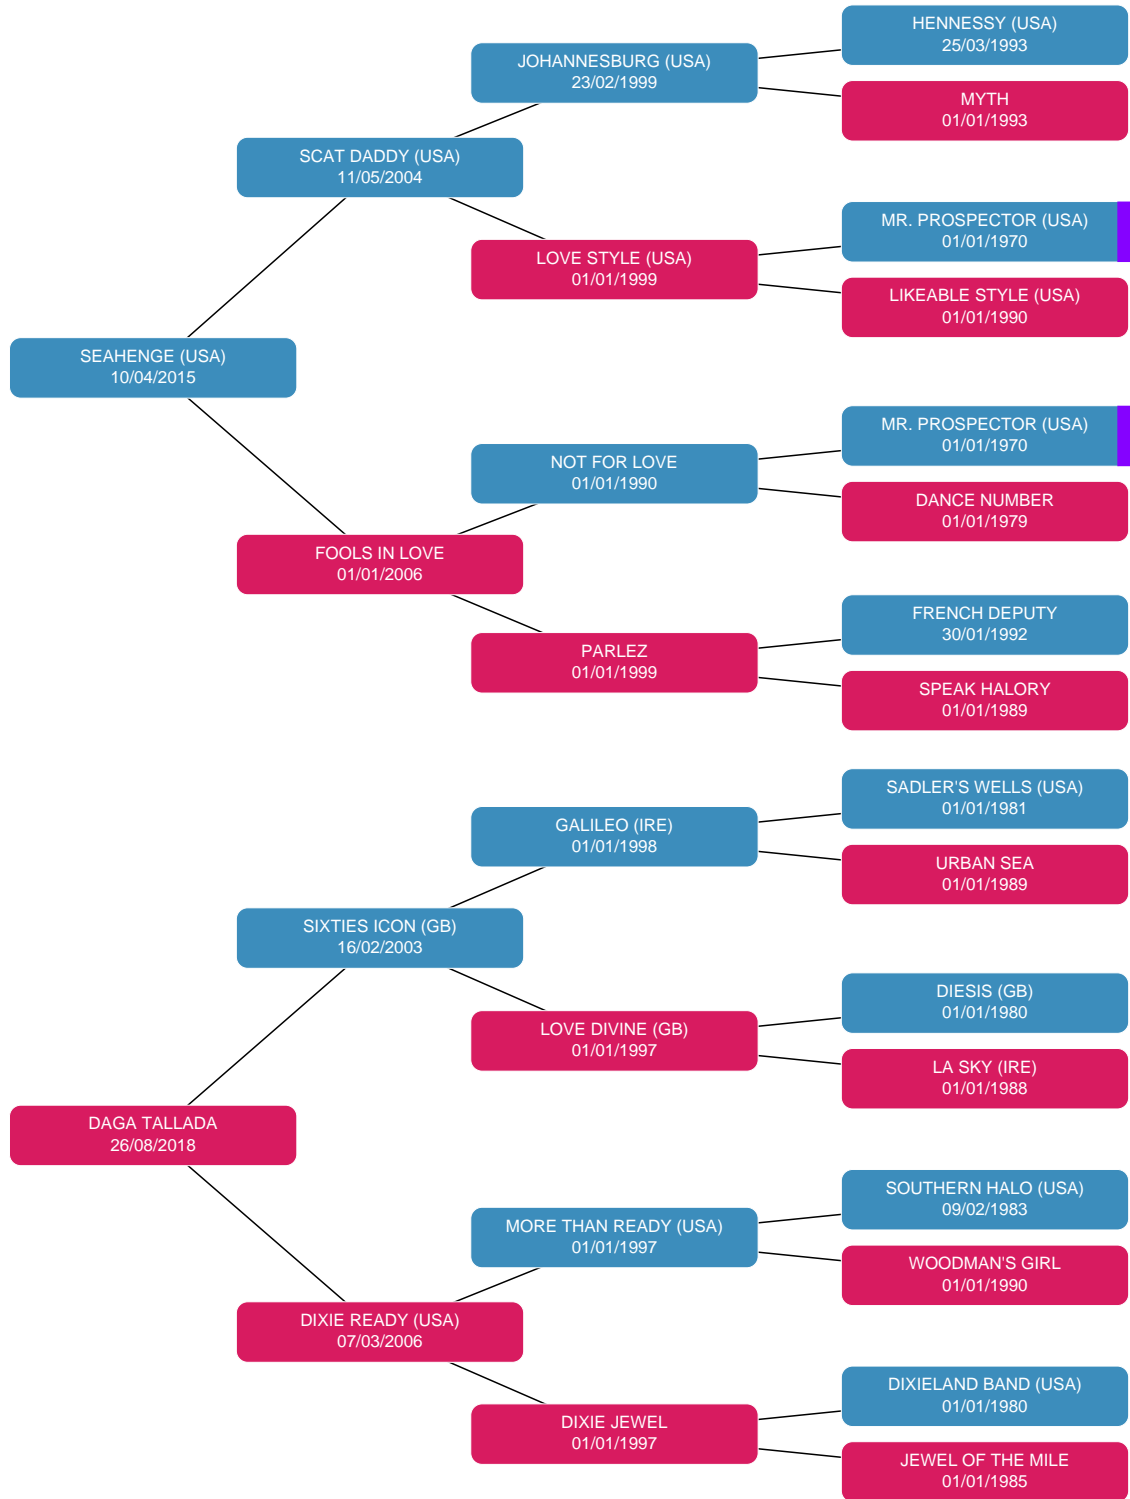 HENNESSY (USA)
25/03/1993
JOHANNESBURG (USA)
23/02/1999
MYTH
01/01/1993
SCAT DADDY (USA)
11/05/2004
MR. PROSPECTOR (USA)
01/01/1970
LOVE STYLE (USA)
01/01/1999
LIKEABLE STYLE (USA)
01/01/1990
SEAHENGE (USA)
10/04/2015
MR. PROSPECTOR (USA)
01/01/1970
NOT FOR LOVE
01/01/1990
DANCE NUMBER
01/01/1979
FOOLS IN LOVE
01/01/2006
FRENCH DEPUTY
30/01/1992
PARLEZ
01/01/1999
SPEAK HALORY
01/01/1989
SADLER'S WELLS (USA)
01/01/1981
GALILEO (IRE)
01/01/1998
URBAN SEA
01/01/1989
SIXTIES ICON (GB)
16/02/2003
DIESIS (GB)
01/01/1980
LOVE DIVINE (GB)
01/01/1997
LA SKY (IRE)
01/01/1988
DAGA TALLADA
26/08/2018
SOUTHERN HALO (USA)
09/02/1983
MORE THAN READY (USA)
01/01/1997
WOODMAN'S GIRL
01/01/1990
DIXIE READY (USA)
07/03/2006
DIXIELAND BAND (USA)
01/01/1980
DIXIE JEWEL
01/01/1997
JEWEL OF THE MILE
01/01/1985